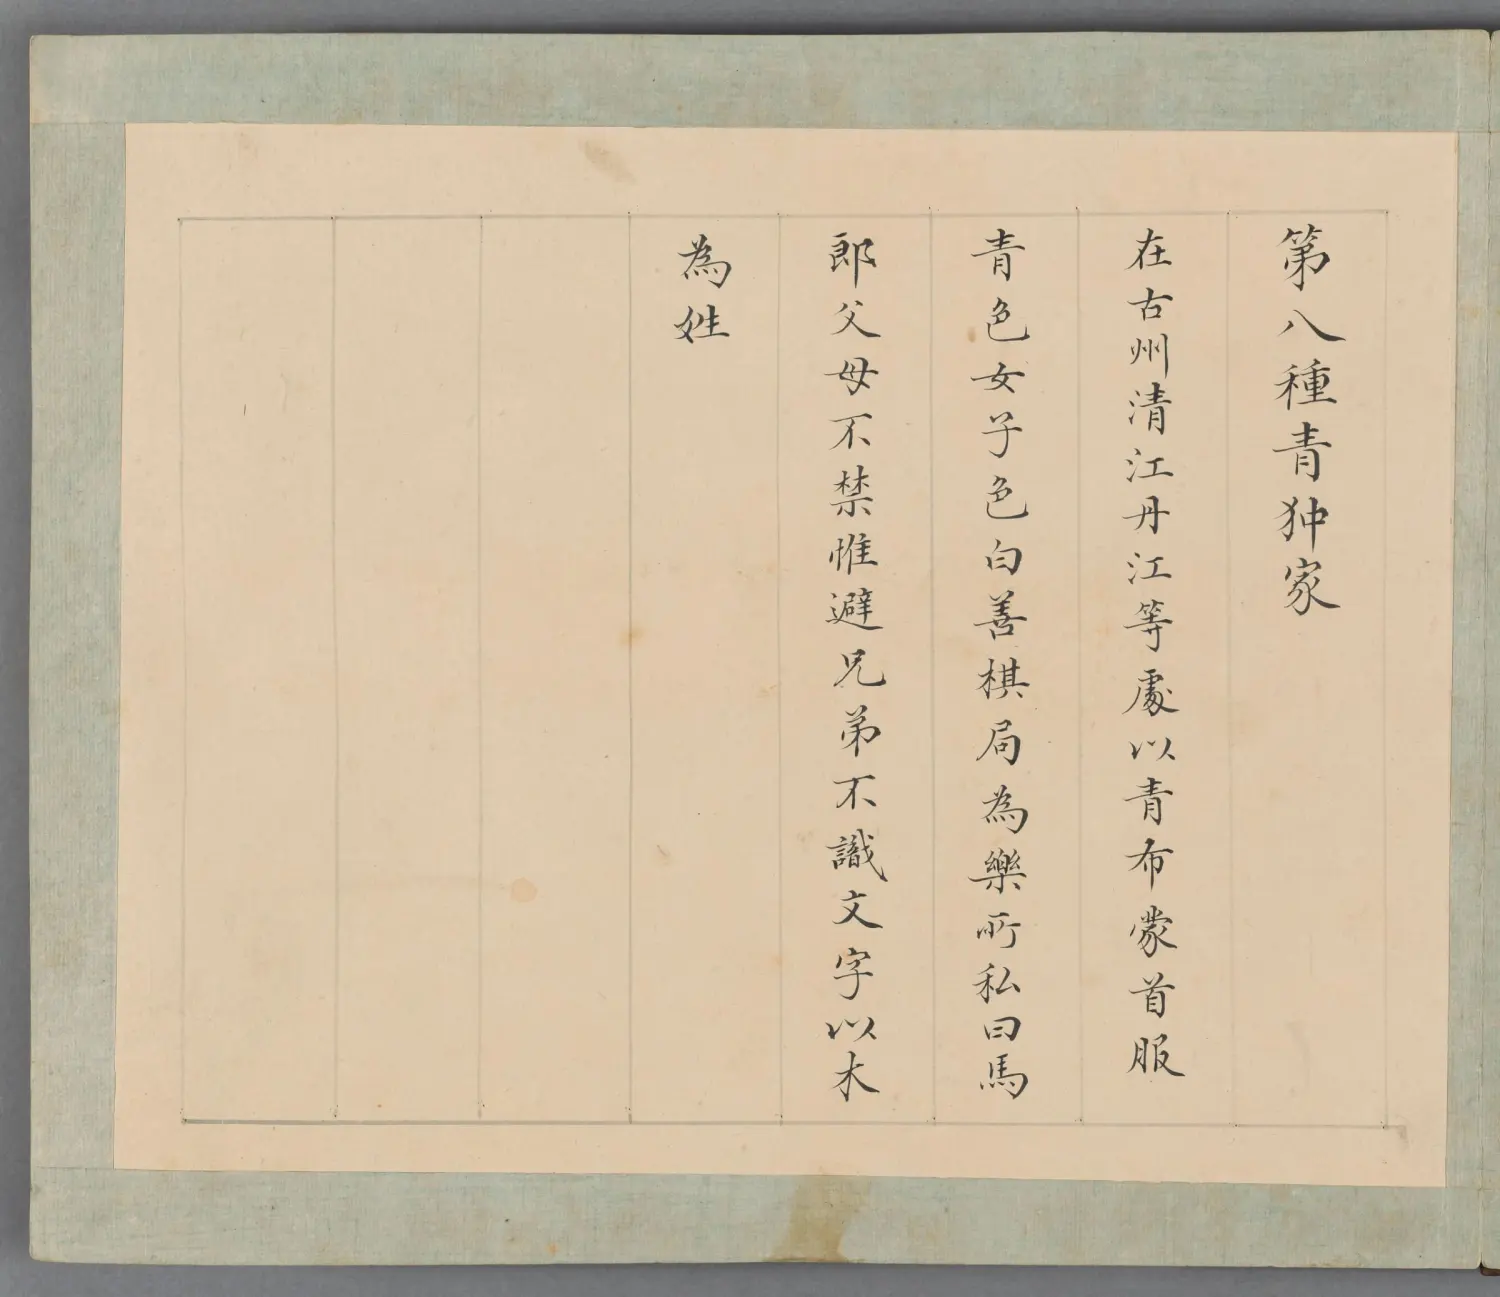 第八種青狆家
在古州清江丹江等處以青布蒙首服
青色女子色白善棋局為樂所私曰馬
郎父母不禁惟避兄弟不識文字以木
為姓